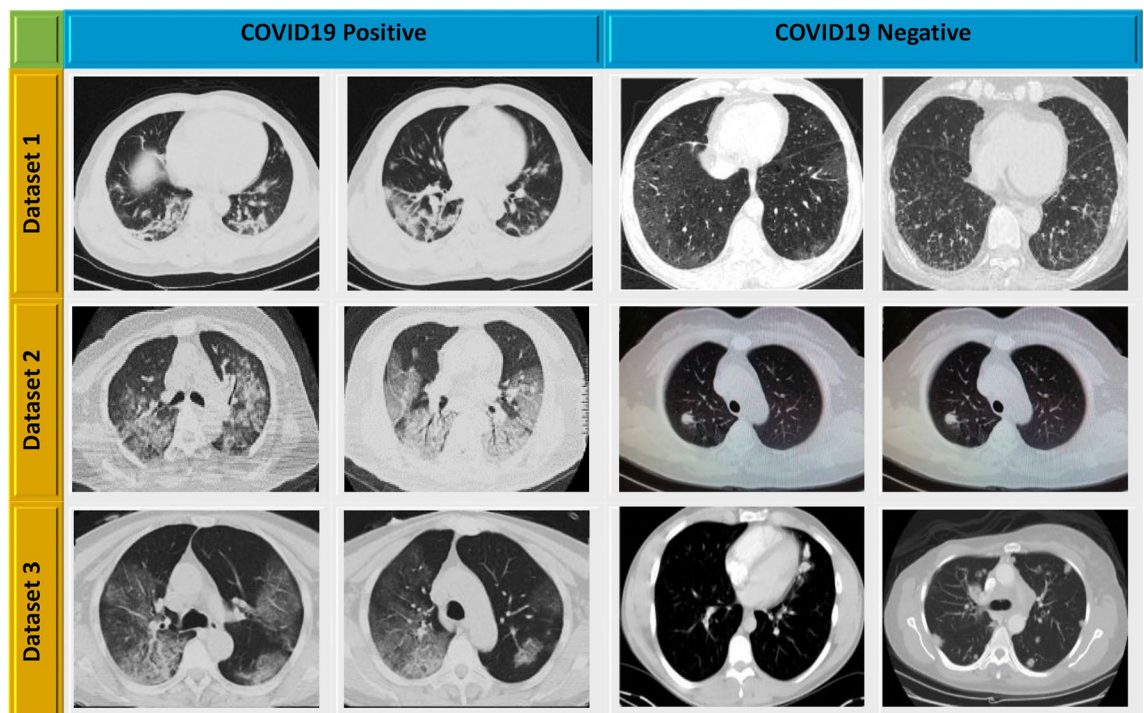 COVID19 Positive
COVID19 Negative
Dataset 1
Dataset 2
Dataset 3